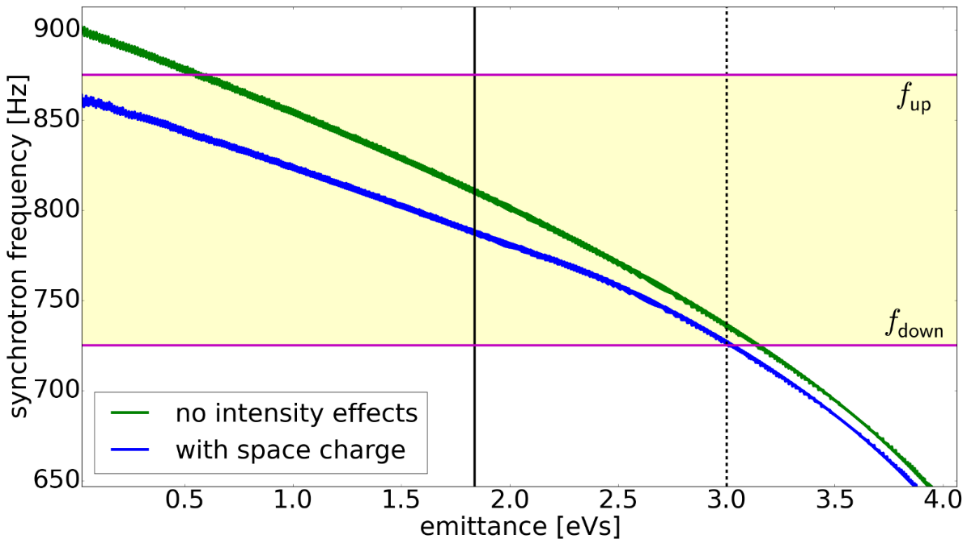 900
850
800
750
700
650
synchrotron frequency [Hz]
f_up
f_down
no intensity effects
with space charge
0.5 1.0 1.5 2.0 2.5 3.0 3.5 4.0
emittance [eVs]